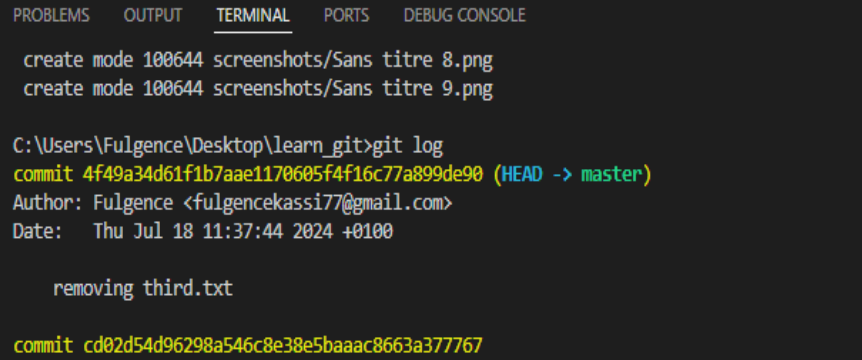 PROBLEMS OUTPUT TERMINAL PORTS DEBUG CONSOLE
create mode 100644 screenshots/Sans titre 8.png
create mode 100644 screenshots/Sans titre 9.png
C:\Users\Fulgence\Desktop\learn_git>git log
commit 4f49a34d61f1b7aae1170605f4f16c77a899de90 (HEAD -> master)
Author: Fulgence <fulgencekassi77@gmail.com>
Date: Thu Jul 18 11:37:44 2024 +0100
removing third.txt
commit cd02d54d96298a546c8e38e5baaac8663a377767